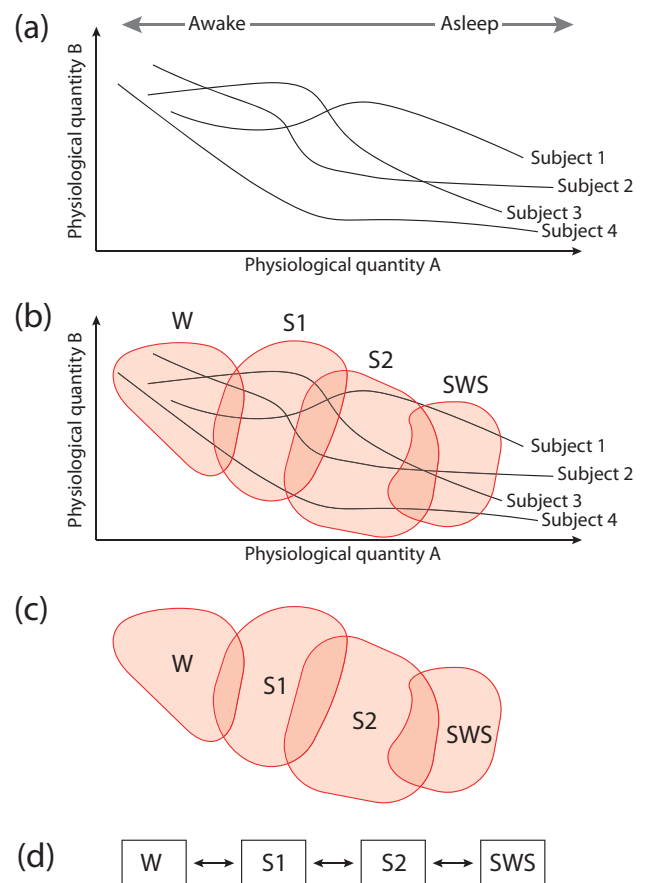 (a)
Awake
Asleep
Physiological quantity B
Subject 1
Subject 2
Subject 3
Subject 4
Physiological quantity A
(b)
W
S1
S2
SWS
Physiological quantity B
Subject 1
Subject 2
Subject 3
Subject 4
Physiological quantity A
(c)
W
S1
S2
SWS
(d)
W
S1
S2
SWS